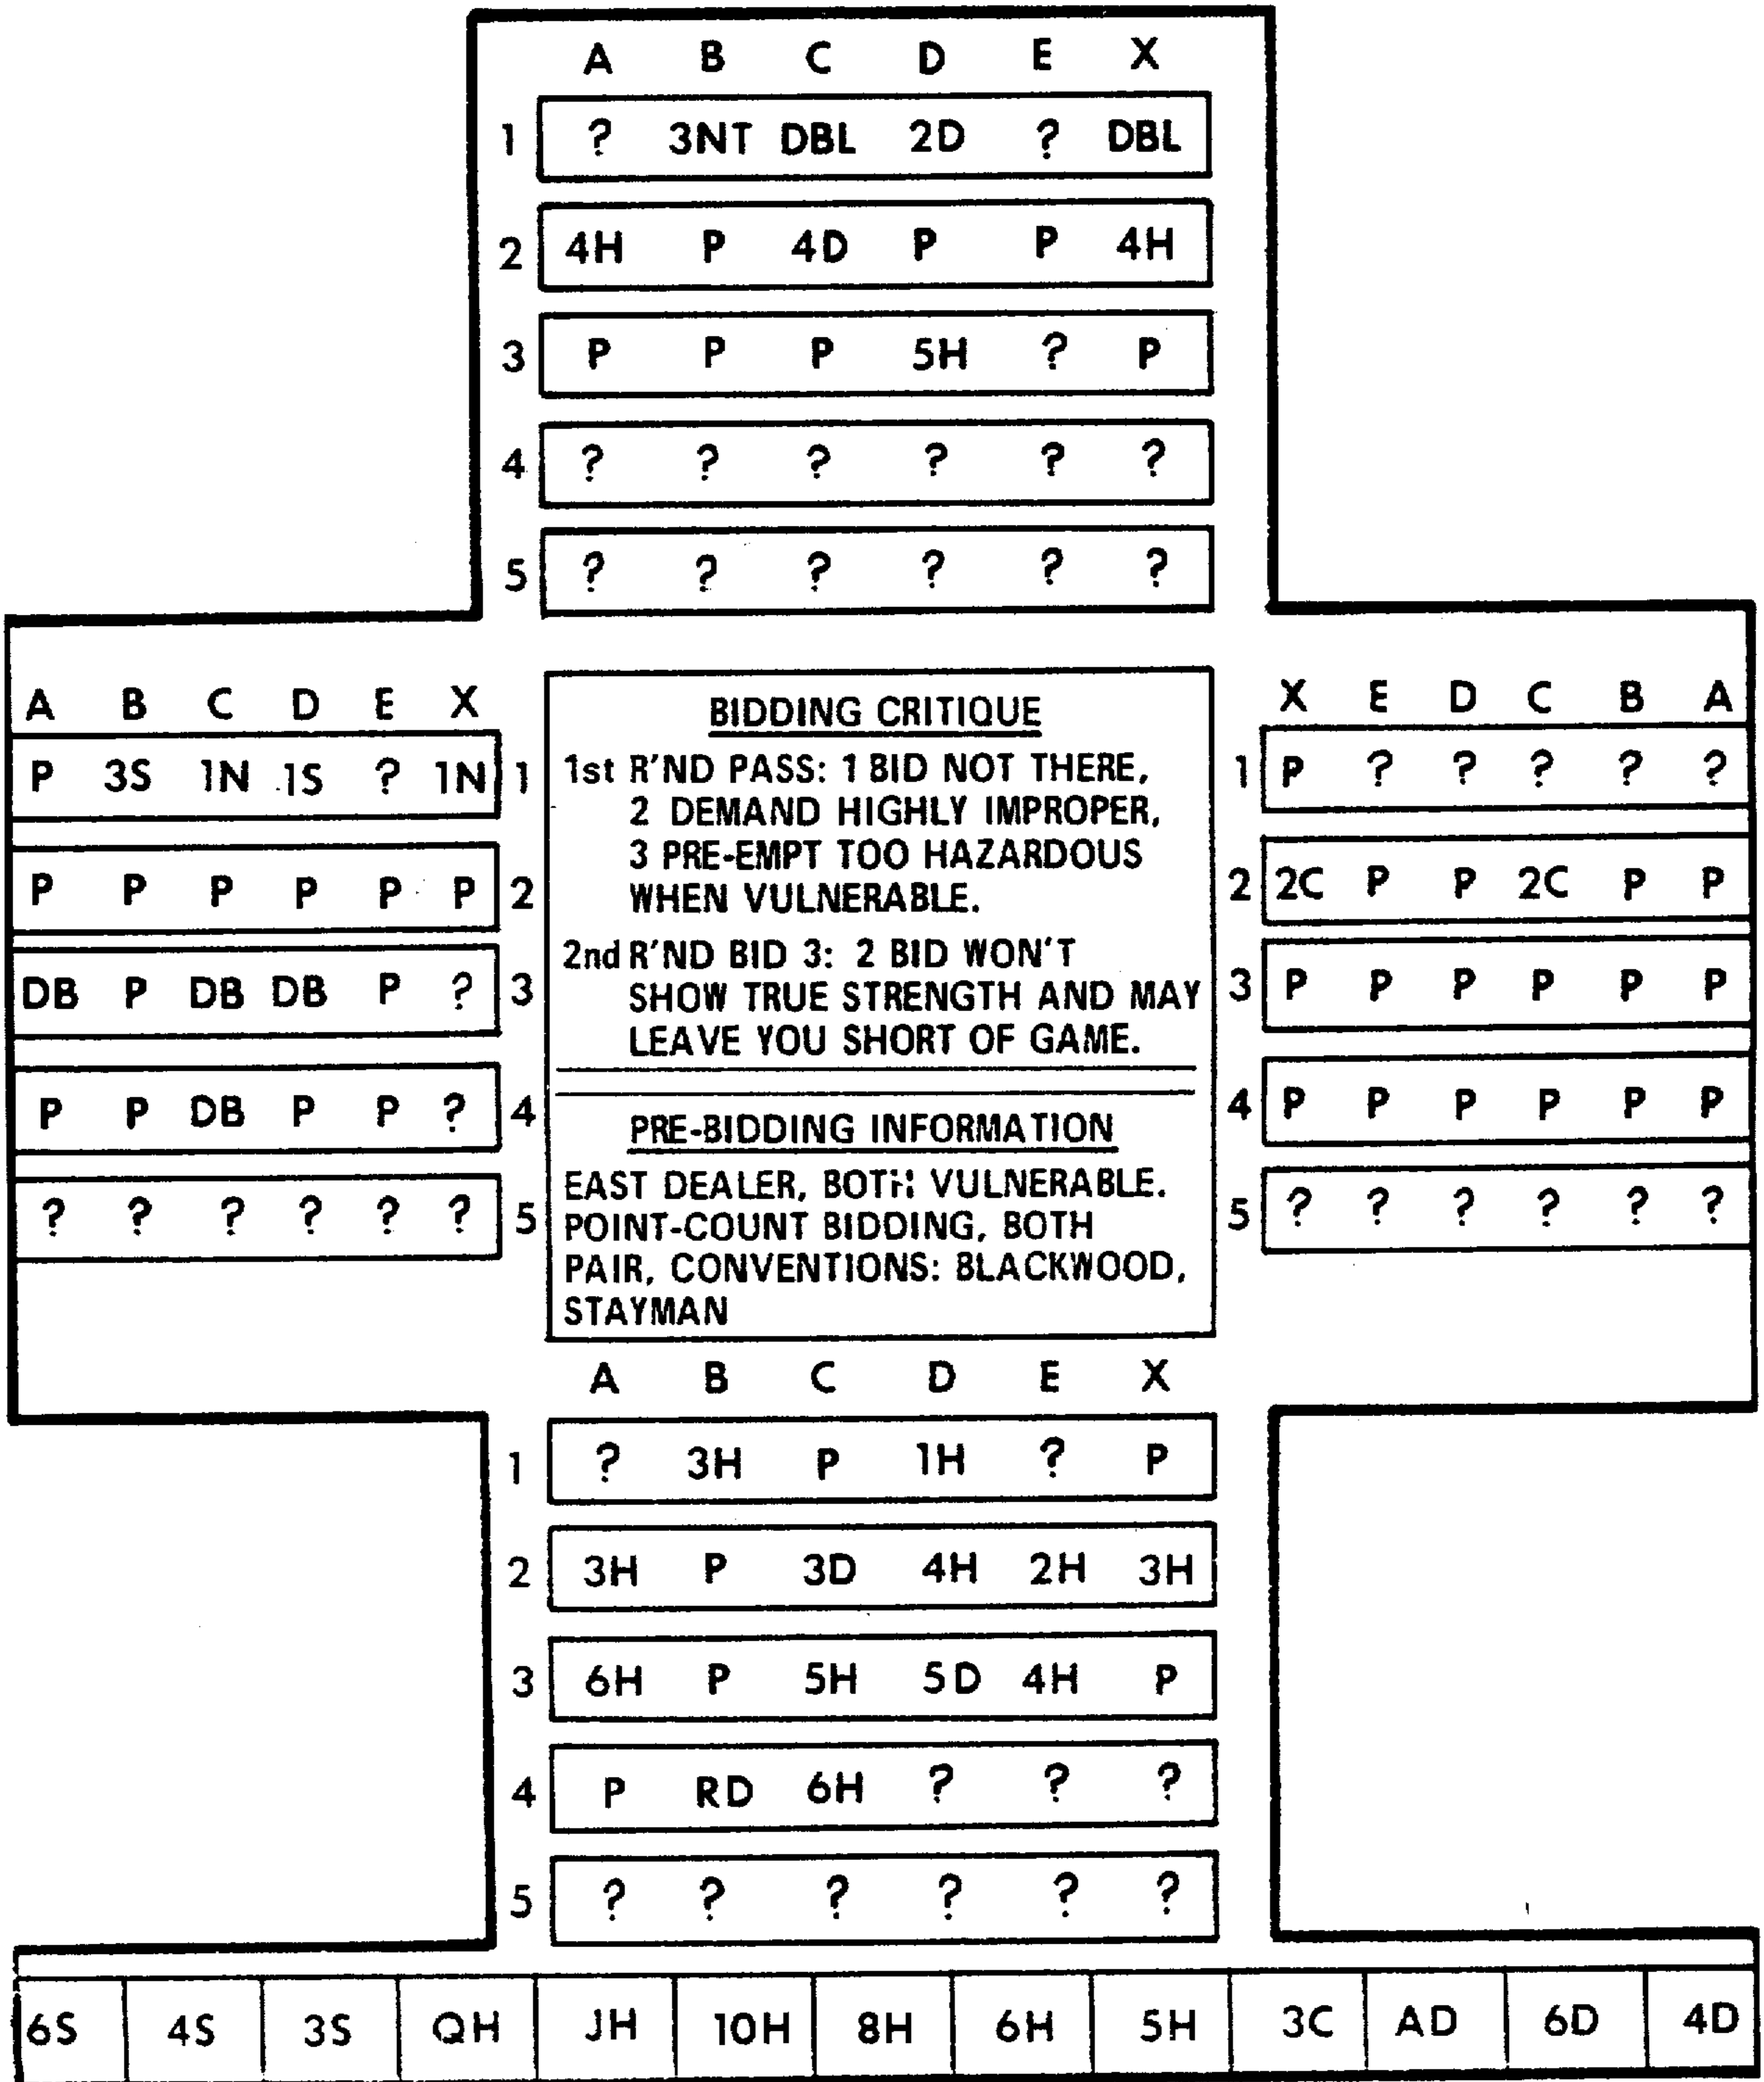 A B C D E X
1 ? 3NT DBL 2D ? DBL
2 4H P 4D P P 4H
3 P P P 5H ? P
4 ? ? ? ? ? ?
5 ? ? ? ? ? ?
A B C D E X
P 3S 1N 1S ? 1N 1
P P P P P P 2
DB P DB DB P ? 3
P P DB P P ? 4
? ? ? ? ? ? 5
BIDDING CRITIQUE
1st R'ND PASS: 1 BID NOT THERE,
2 DEMAND HIGHLY IMPROPER,
3 PRE-EMPT TOO HAZARDOUS
WHEN VULNERABLE.
2nd R'ND BID 3: 2 BID WON'T
SHOW TRUE STRENGTH AND MAY
LEAVE YOU SHORT OF GAME.
PRE-BIDDING INFORMATION
EAST DEALER, BOTH VULNERABLE.
POINT-COUNT BIDDING, BOTH
PAIR, CONVENTIONS: BLACKWOOD,
STAYMAN
X E D C B A
1 P ? ? ? ? ?
2 2C P P 2C P P
3 P P P P P P
4 P P P P P P
5 ? ? ? ? ? ?
A B C D E X
1 ? 3H P 1H ? P
2 3H P 3D 4H 2H 3H
3 6H P 5H 5D 4H P
4 P RD 6H ? ? ?
5 ? ? ? ? ? ?
6S 4S 3S QH JH 10H 8H 6H 5H 3C AD 6D 4D